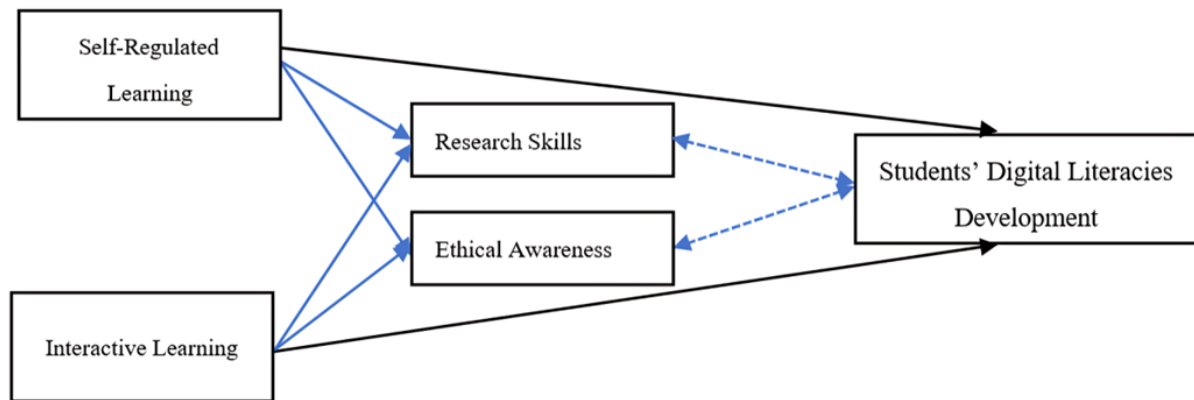 Self-Regulated
Learning
Research Skills
Students’ Digital Literacies
Development
Ethical Awareness
Interactive Learning